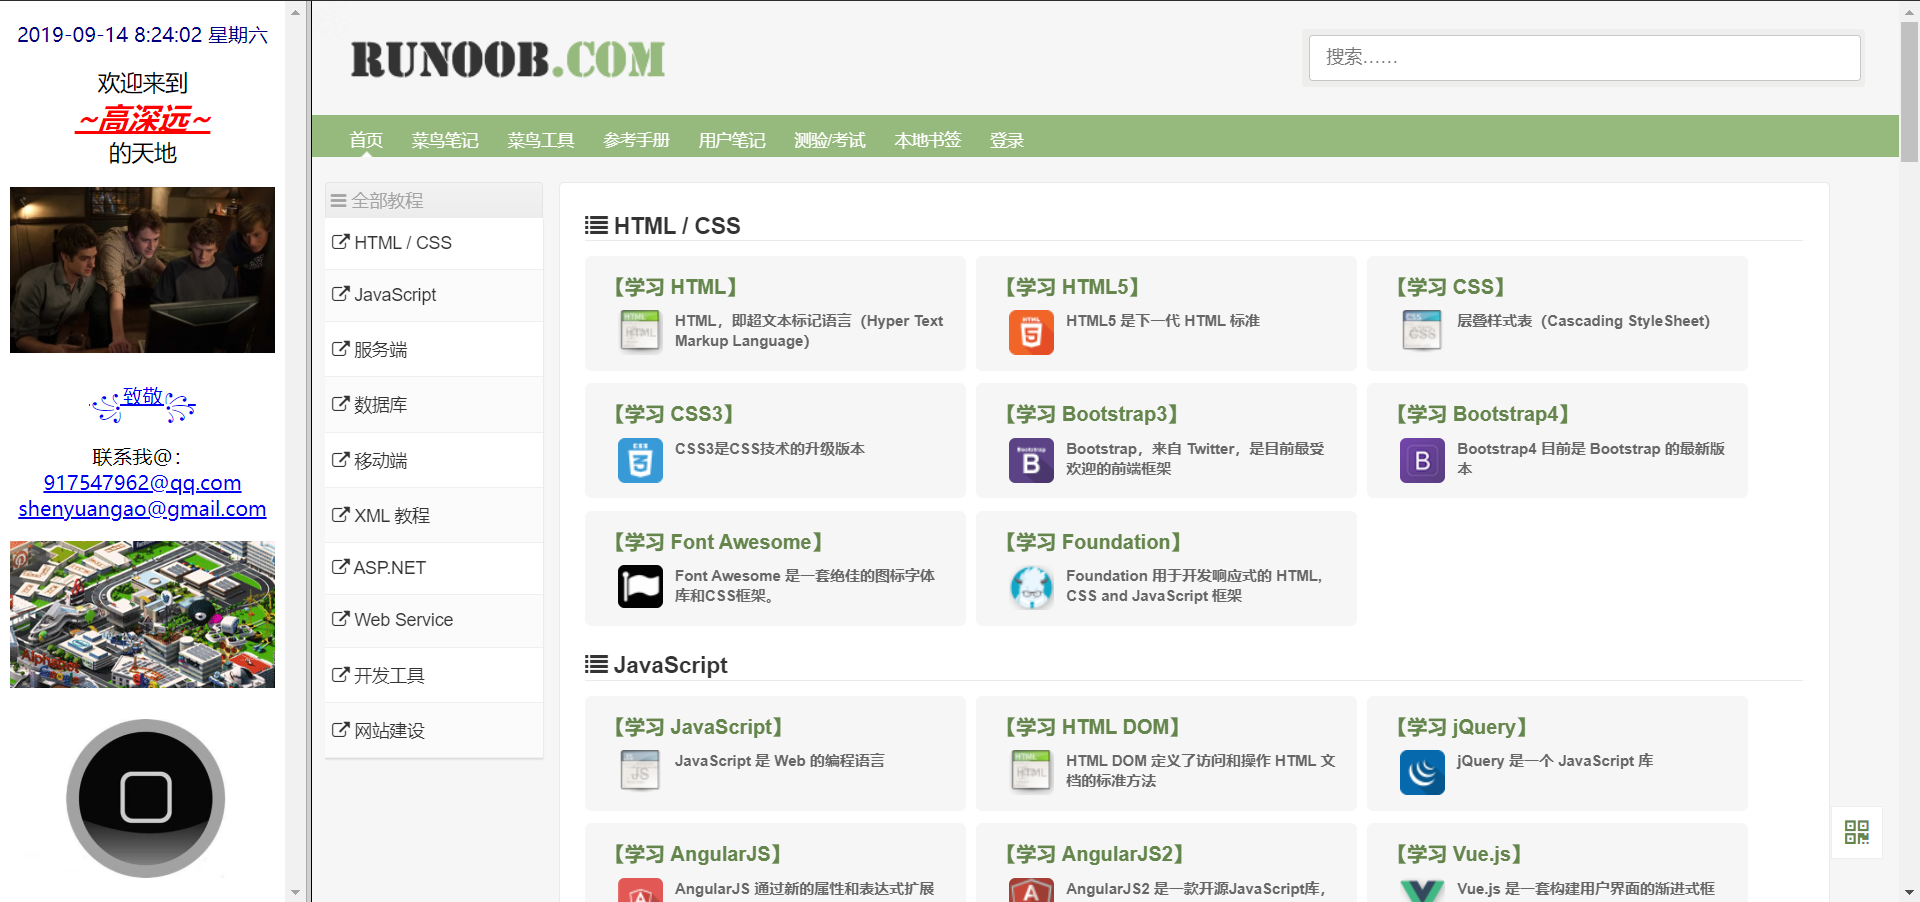 2019-09-14 8:24:02 星期六
欢迎来到
~高深远~
的天地
꧁致敬꧂
联系我@：
917547962@qq.com
shenyuangao@gmail.com
RUNOOB.COM
搜索……
首页 菜鸟笔记 菜鸟工具 参考手册 用户笔记 测验/考试 本地书签 登录
全部教程
HTML / CSS
JavaScript
服务端
数据库
移动端
XML 教程
ASP.NET
Web Service
开发工具
网站建设
HTML / CSS
【学习 HTML】
HTML，即超文本标记语言（Hyper Text
Markup Language）
【学习 HTML5】
HTML5 是下一代 HTML 标准
【学习 CSS】
层叠样式表（Cascading StyleSheet）
【学习 CSS3】
CSS3是CSS技术的升级版本
【学习 Bootstrap3】
Bootstrap，来自 Twitter，是目前最受
欢迎的前端框架
【学习 Bootstrap4】
Bootstrap4 目前是 Bootstrap 的最新版
本
【学习 Font Awesome】
Font Awesome 是一套绝佳的图标字体
库和CSS框架。
【学习 Foundation】
Foundation 用于开发响应式的 HTML,
CSS and JavaScript 框架
JavaScript
【学习 JavaScript】
JavaScript 是 Web 的编程语言
【学习 HTML DOM】
HTML DOM 定义了访问和操作 HTML 文
档的标准方法
【学习 jQuery】
jQuery 是一个 JavaScript 库
【学习 AngularJS】
AngularJS 通过新的属性和表达式扩展
【学习 AngularJS2】
AngularJS2 是一款开源JavaScript库，
【学习 Vue.js】
Vue.js 是一套构建用户界面的渐进式框